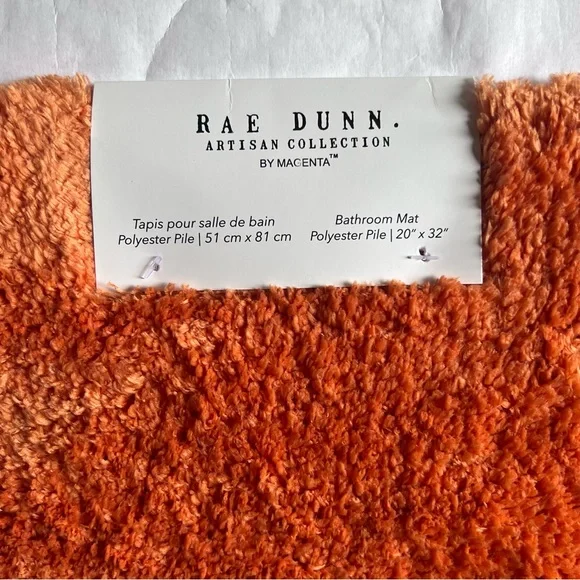 RAE DUNN.
ARTISAN COLLECTION
BY MAGENTA™
Tapis pour salle de bain
Polyester Pile | 51 cm x 81 cm
Bathroom Mat
Polyester Pile | 20" x 32"